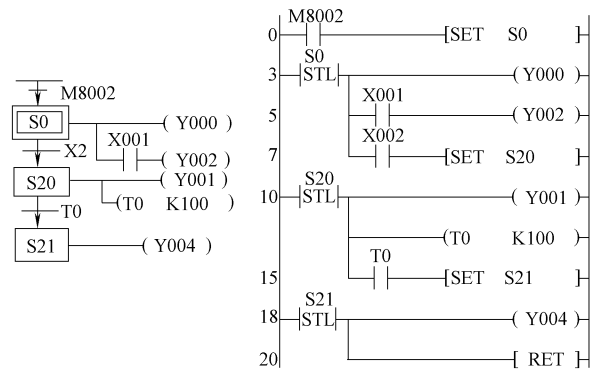 M8002
S0
( Y000 )
X001
( Y002 )
X2
S20
( Y001 )
(T0 K100 )
T0
S21
( Y004 )
M8002
0
[SET S0 ]
S0
3
STL
( Y000 )
X001
5
( Y002 )
X002
7
[SET S20 ]
S20
10
STL
( Y001 )
(T0 K100 )
T0
15
[SET S21 ]
S21
18
STL
( Y004 )
20
[ RET ]